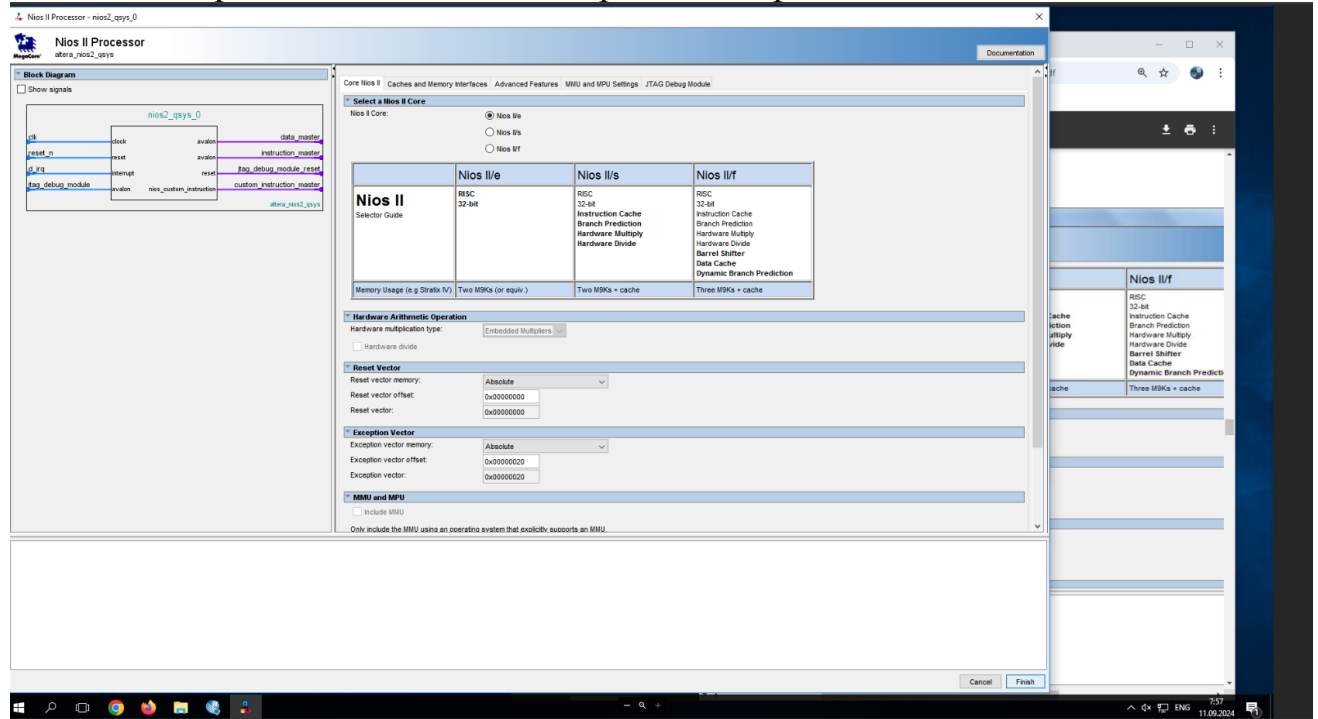 Nios II Processor - nios2_qsys_0
Nios II Processor
altera_nios2_qsys
MegaCore
Documentation
Block Diagram
Show signals
nios2_qsys_0
clk
clock
avalon
data_master
reset_n
reset
avalon
instruction_master
d_irq
interrupt
reset
jtag_debug_module_reset
jtag_debug_module
avalon
nios_custom_instruction
custom_instruction_master
altera_nios2_qsys
Core Nios II
Caches and Memory Interfaces
Advanced Features
MMU and MPU Settings
JTAG Debug Module
Select a Nios II Core
Nios II Core:
Nios II/e
Nios II/s
Nios II/f
Nios II/e
Nios II/s
Nios II/f
Nios II
Selector Guide
RISC
32-bit
RISC
32-bit
Instruction Cache
Branch Prediction
Hardware Multiply
Hardware Divide
RISC
32-bit
Instruction Cache
Branch Prediction
Hardware Multiply
Hardware Divide
Barrel Shifter
Data Cache
Dynamic Branch Prediction
Memory Usage (e.g Stratix IV)
Two M9Ks (or equiv.)
Two M9Ks + cache
Three M9Ks + cache
Hardware Arithmetic Operation
Hardware multiplication type:
Embedded Multipliers
Hardware divide
Reset Vector
Reset vector memory:
Absolute
Reset vector offset:
0x00000000
Reset vector:
0x00000000
Exception Vector
Exception vector memory:
Absolute
Exception vector offset:
0x00000020
Exception vector:
0x00000020
MMU and MPU
Include MMU
Only include the MMU using an operating system that explicitly supports an MMU.
Cancel
Finish
Nios II/f
RISC
32-bit
Instruction Cache
Branch Prediction
Hardware Multiply
Hardware Divide
Barrel Shifter
Data Cache
Dynamic Branch Predicti
Three M9Ks + cache
ENG
7:57
11.09.2024